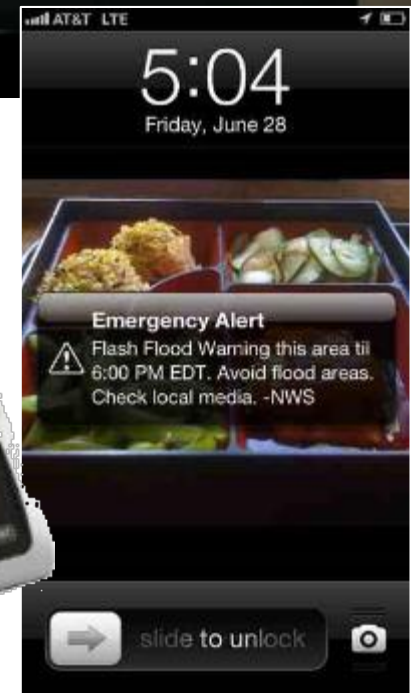 AT&T LTE
5:04
Friday, June 28
Emergency Alert
Flash Flood Warning this area til
6:00 PM EDT. Avoid flood areas.
Check local media. -NWS
slide to unlock